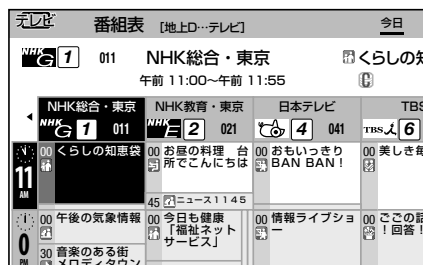 テレビ 番組表 [地上D…テレビ] 今日
NHK G 1 011 NHK総合・東京 くらしの知
午前 11:00~午前 11:55
NHK総合・東京 NHK教育・東京 日本テレビ TBS
NHK G 1 011 NHK E 2 021 4 041 TBS 6
11 AM
00 くらしの知恵袋
00 お昼の料理 台
所でこんにちは
45 ニュース1145
00 おもいっきり
BAN BAN!
00 美しき毎
0 PM
00 午後の気象情報
30 音楽のある街
メロディタウン
00 今日も健康
「福祉ネット
サービス」
00 情報ライブショ
ー
00 ごごの話
!回答!